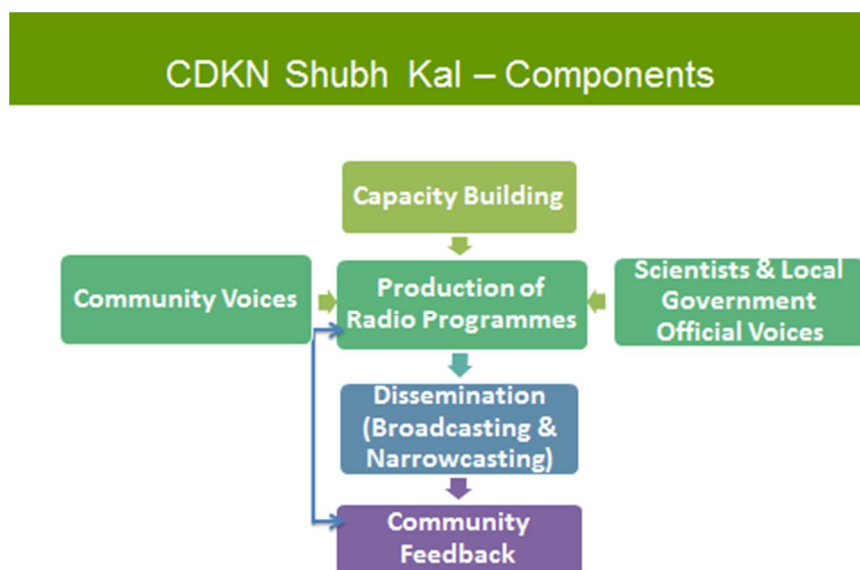 CDKN Shubh Kal – Components
Capacity Building
Community Voices
Production of
Radio Programmes
Scientists & Local
Government
Official Voices
Dissemination
(Broadcasting &
Narrowcasting)
Community
Feedback